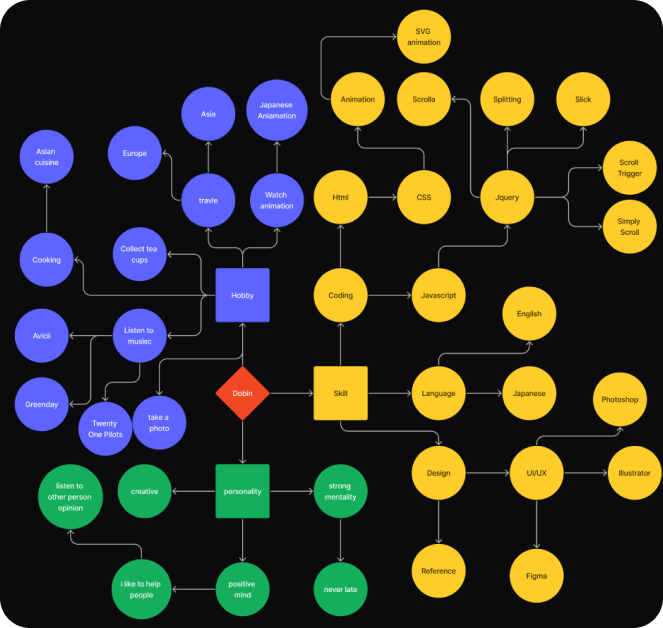 SVG
animation
Animation
Scrolla
Splitting
Slick
Asia
Japanese
Aniamation
Europe
Asian
cuisine
travie
Watch
animation
Html
CSS
Jquery
Scroll
Trigger
Simply
Scroll
Collect tea
cups
Cooking
Hobby
Coding
Javascript
English
Avicii
Listen to
musisc
Greenday
Twenty
One Pilots
take a
photo
Dobin
Skill
Language
Japanese
Photoshop
listen to
other person
opinion
creative
personality
strong
mentality
Design
UI/UX
Illustrator
i like to help
people
positive
mind
never late
Reference
Figma